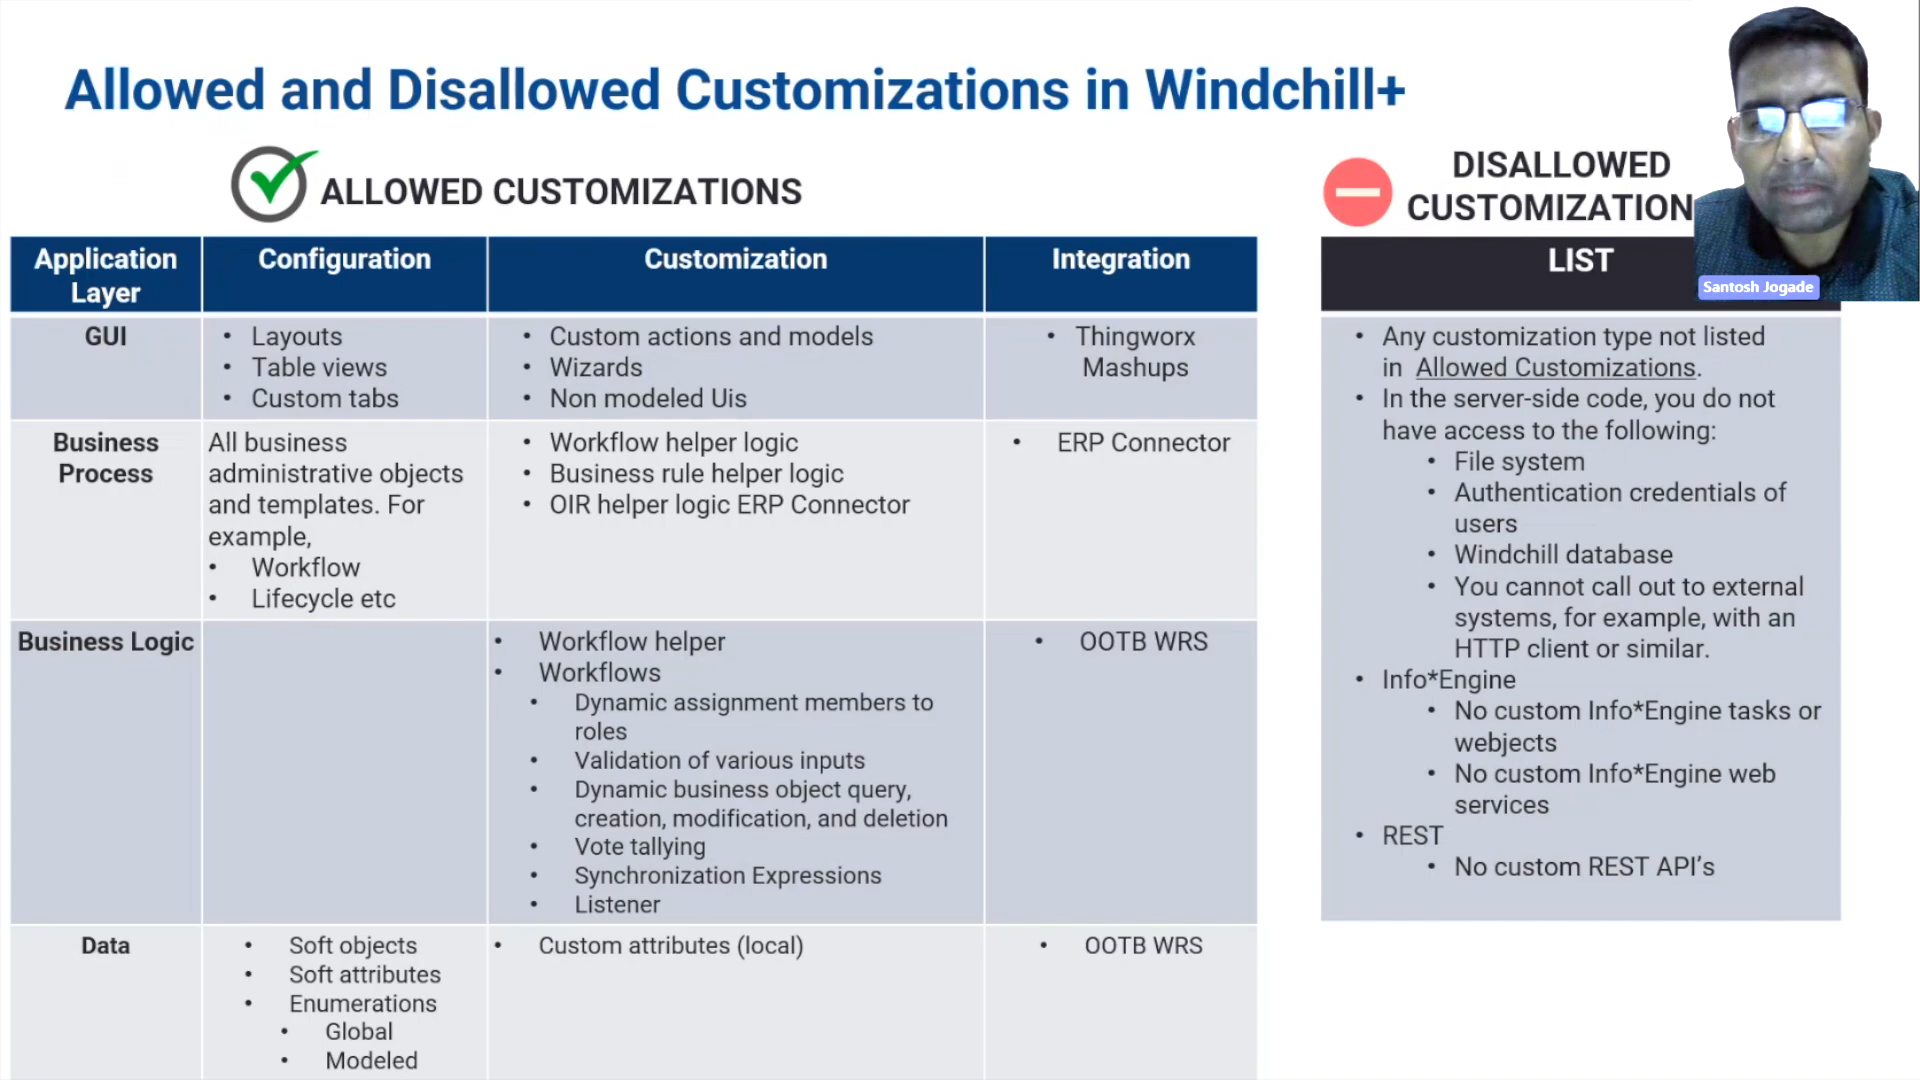 Allowed and Disallowed Customizations in Windchill+
ALLOWED CUSTOMIZATIONS
Application
Layer
Configuration
Customization
Integration
GUI
• Layouts
• Table views
• Custom tabs
• Custom actions and models
• Wizards
• Non modeled Uis
• Thingworx
Mashups
Business
Process
All business
administrative objects
and templates. For
example,
• Workflow
• Lifecycle etc
• Workflow helper logic
• Business rule helper logic
• OIR helper logic ERP Connector
• ERP Connector
Business Logic
• Workflow helper
• Workflows
• Dynamic assignment members to
roles
• Validation of various inputs
• Dynamic business object query,
creation, modification, and deletion
• Vote tallying
• Synchronization Expressions
• Listener
• OOTB WRS
Data
• Soft objects
• Soft attributes
• Enumerations
• Global
• Modeled
• Custom attributes (local)
• OOTB WRS
DISALLOWED
CUSTOMIZATION
LIST
• Any customization type not listed
in Allowed Customizations.
• In the server-side code, you do not
have access to the following:
• File system
• Authentication credentials of
users
• Windchill database
• You cannot call out to external
systems, for example, with an
HTTP client or similar.
• Info*Engine
• No custom Info*Engine tasks or
webjects
• No custom Info*Engine web
services
• REST
• No custom REST API’s
Santosh Jogade